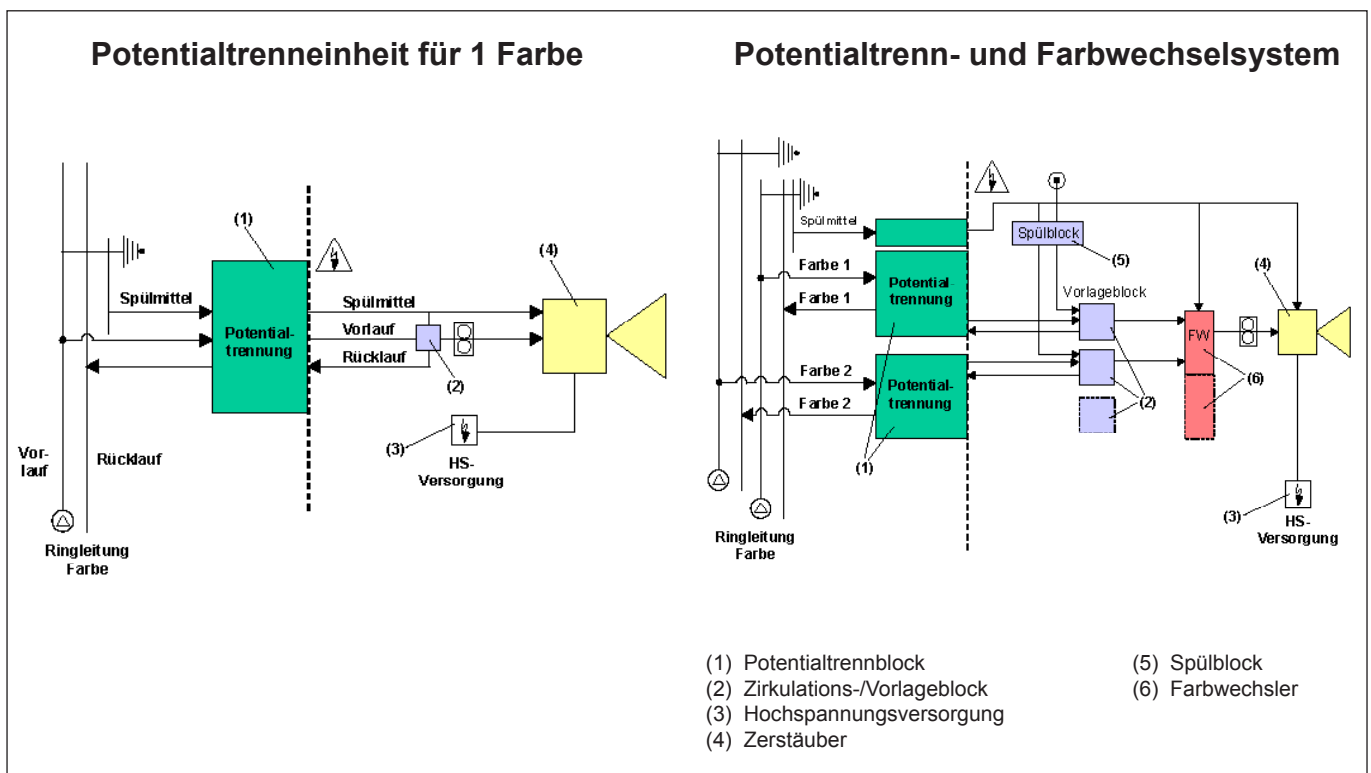 Potentialtrenneinheit für 1 Farbe
(1)
(4)
Spülmittel
Spülmittel
Potential-
trennung
Vorlauf
Rücklauf
(2)
(3)
HS-
Versorgung
Vor-
lauf
Rücklauf
Ringleitung
Farbe
Potentialtrenn- und Farbwechselsystem
Spülmittel
Spülblock
(5)
(4)
Farbe 1
Farbe 1
Potential-
trennung
Vorlageblock
FW
Farbe 2
Farbe 2
Potential-
trennung
(6)
(2)
(1)
(3)
HS-
Versorgung
Ringleitung
Farbe
(1) Potentialtrennblock
(2) Zirkulations-/Vorlageblock
(3) Hochspannungsversorgung
(4) Zerstäuber
(5) Spülblock
(6) Farbwechsler